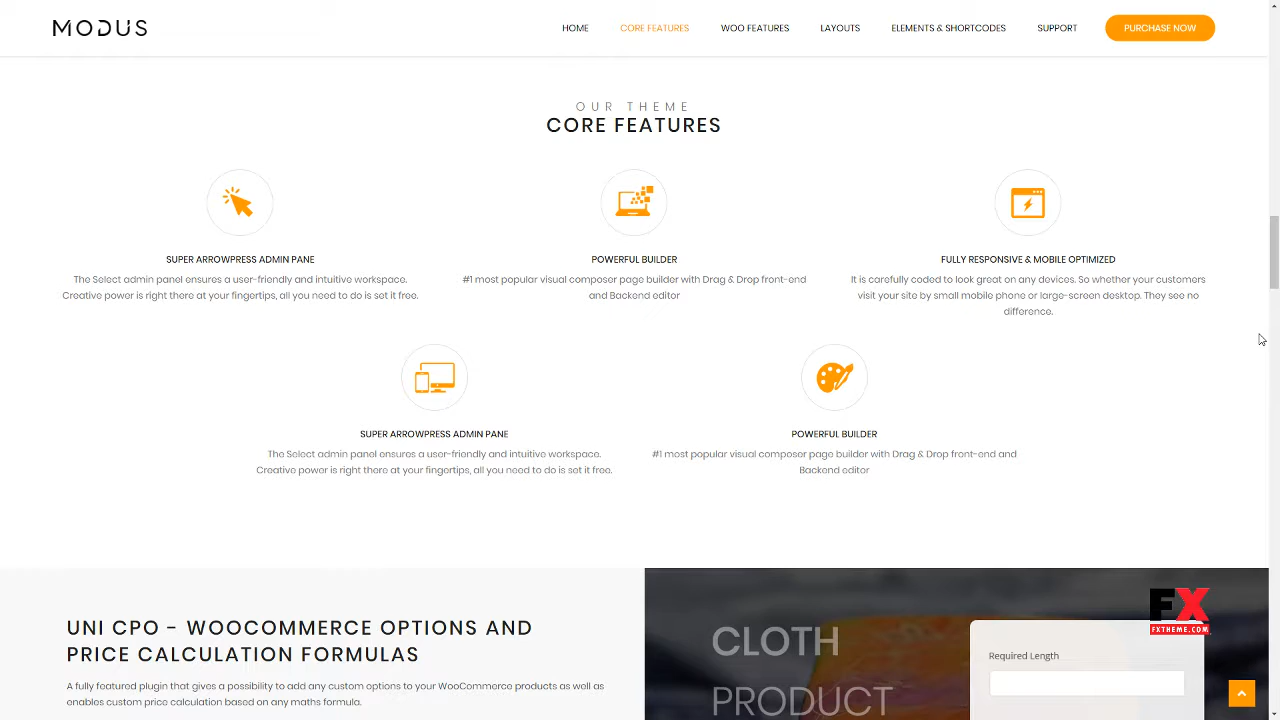 MODUS
HOME CORE FEATURES WOO FEATURES LAYOUTS ELEMENTS & SHORTCODES SUPPORT PURCHASE NOW
OUR THEME
CORE FEATURES
SUPER ARROWPRESS ADMIN PANE
The Select admin panel ensures a user-friendly and intuitive workspace.
Creative power is right there at your fingertips, all you need to do is set it free.
POWERFUL BUILDER
#1 most popular visual composer page builder with Drag & Drop front-end
and Backend editor
FULLY RESPONSIVE & MOBILE OPTIMIZED
It is carefully coded to look great on any devices. So whether your customers
visit your site by small mobile phone or large-screen desktop. They see no
difference.
SUPER ARROWPRESS ADMIN PANE
The Select admin panel ensures a user-friendly and intuitive workspace.
Creative power is right there at your fingertips, all you need to do is set it free.
POWERFUL BUILDER
#1 most popular visual composer page builder with Drag & Drop front-end and
Backend editor
UNI CPO - WOOCOMMERCE OPTIONS AND
PRICE CALCULATION FORMULAS
A fully featured plugin that gives a possibility to add any custom options to your WooCommerce products as well as
enables custom price calculation based on any maths formula.
CLOTH
PRODUCT
Required Length
FX
FXTHEME.COM